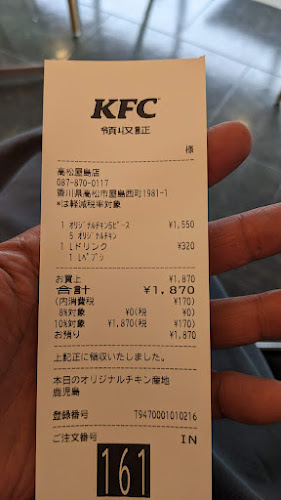 KFC
領収証
様
高松屋島店
087-870-0117
香川県高松市屋島西町1981-1
*は軽減税率対象
1 ｵﾘｼﾞﾅﾙﾁｷﾝ5ﾋﾟｰｽ ¥1,550
5 ｵﾘｼﾞﾅﾙﾁｷﾝ
1 Lドリンク ¥320
1 Lﾍﾟﾌﾟｼ
お買上 ¥1,870
合計 ¥1,870
(内消費税 ¥170)
8%対象 ¥0(税 ¥0)
10%対象 ¥1,870(税 ¥170)
お預り ¥1,870
上記正に領収いたしました。
本日のオリジナルチキン産地
鹿児島
登録番号 T9470001010216
ご注文番号 IN
161